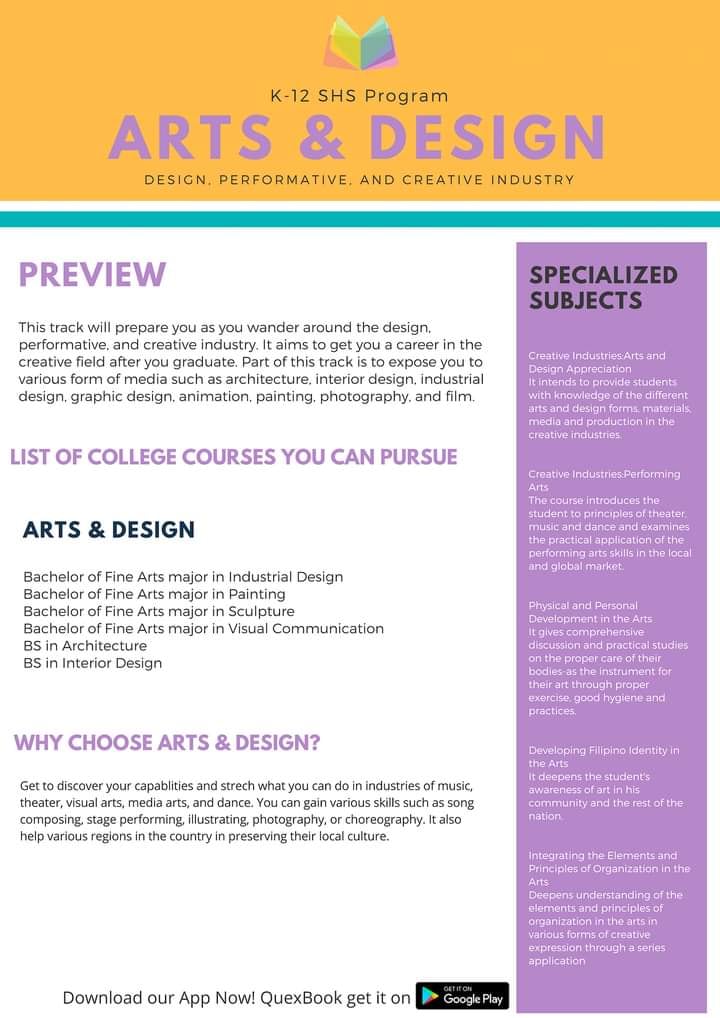 K-12 SHS Program
ARTS & DESIGN
DESIGN, PERFORMATIVE, AND CREATIVE INDUSTRY
PREVIEW
This track will prepare you as you wander around the design,
performative, and creative industry. It aims to get you a career in the
creative field after you graduate. Part of this track is to expose you to
various form of media such as architecture, interior design, industrial
design, graphic design, animation, painting, photography, and film.
LIST OF COLLEGE COURSES YOU CAN PURSUE
ARTS & DESIGN
Bachelor of Fine Arts major in Industrial Design
Bachelor of Fine Arts major in Painting
Bachelor of Fine Arts major in Sculpture
Bachelor of Fine Arts major in Visual Communication
BS in Architecture
BS in Interior Design
WHY CHOOSE ARTS & DESIGN?
Get to discover your capablities and strech what you can do in industries of music,
theater, visual arts, media arts, and dance. You can gain various skills such as song
composing, stage performing, illustrating, photography, or choreography. It also
help various regions in the country in preserving their local culture.
SPECIALIZED
SUBJECTS
Creative Industries:Arts and
Design Appreciation
It intends to provide students
with knowledge of the different
arts and design forms, materials,
media and production in the
creative industries.
Creative Industries:Performing
Arts
The course introduces the
student to principles of theater,
music and dance and examines
the practical application of the
performing arts skills in the local
and global market.
Physical and Personal
Development in the Arts
It gives comprehensive
discussion and practical studies
on the proper care of their
bodies-as the instrument for
their art through proper
exercise, good hygiene and
practices.
Developing Filipino Identity in
the Arts
It deepens the student's
awareness of art in his
community and the rest of the
nation.
Integrating the Elements and
Principles of Organization in the
Arts
Deepens understanding of the
elements and principles of
organization in the arts in
various forms of creative
expression through a series
application
Download our App Now! QuexBook get it on
GET IT ON
Google Play